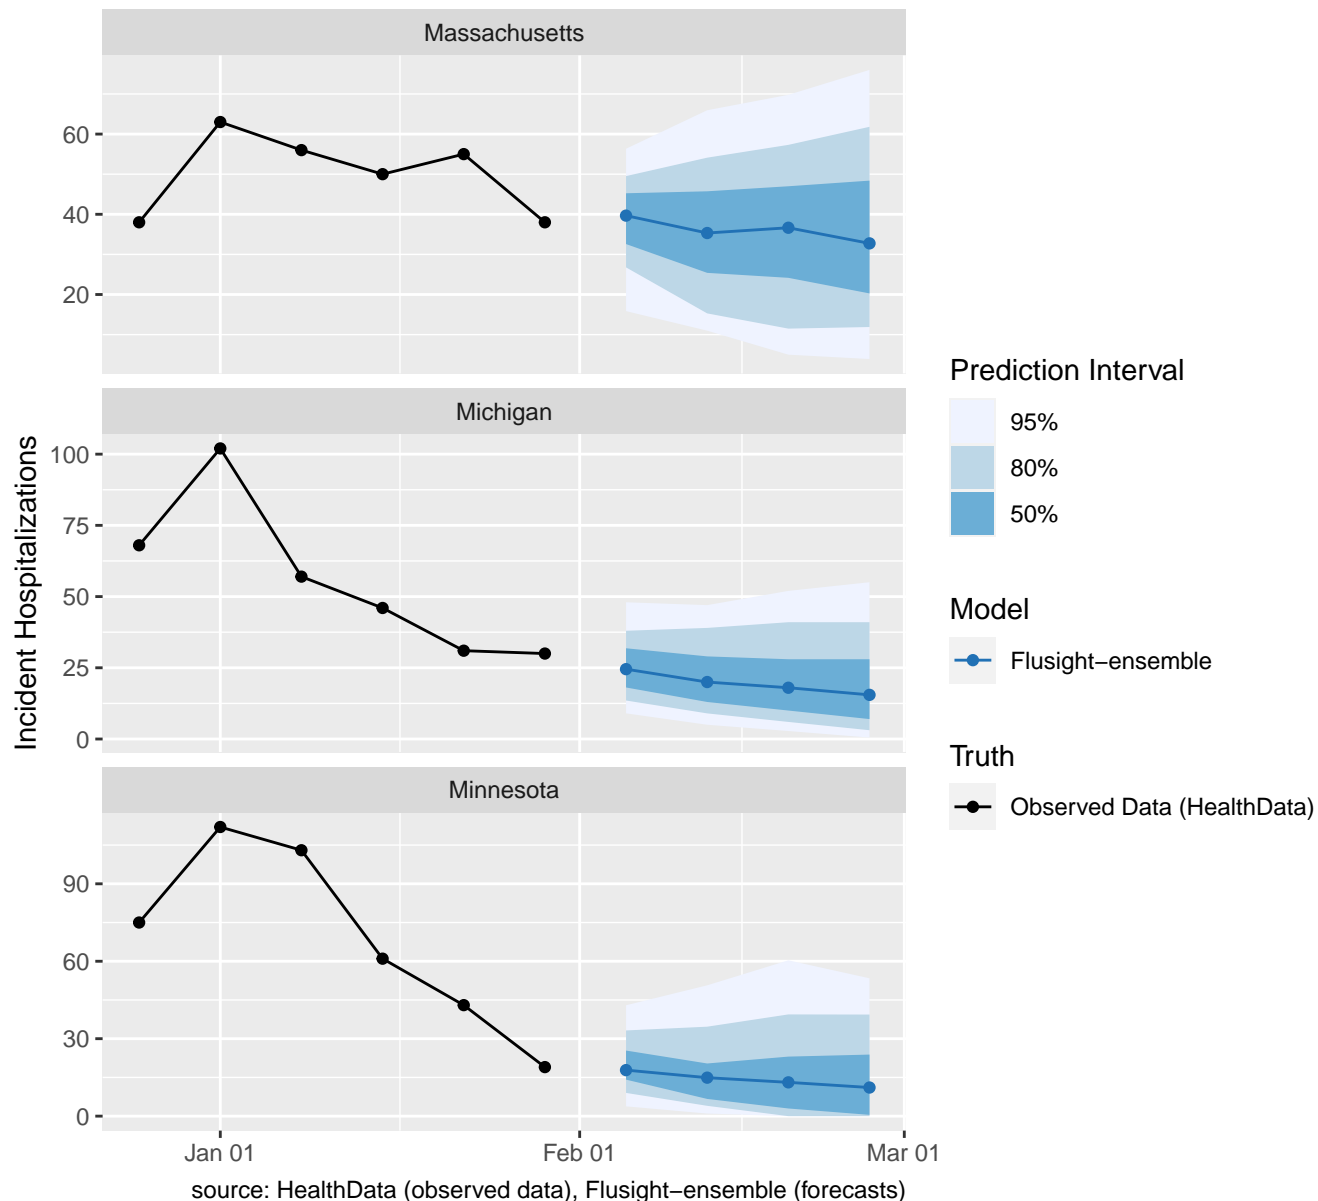 Massachusetts
60
40
20
Michigan
100
75
50
25
0
Minnesota
90
60
30
0
Incident Hospitalizations
Jan 01
Feb 01
Mar 01
source: HealthData (observed data), Flusight−ensemble (forecasts)
Prediction Interval
95%
80%
50%
Model
Flusight−ensemble
Truth
Observed Data (HealthData)